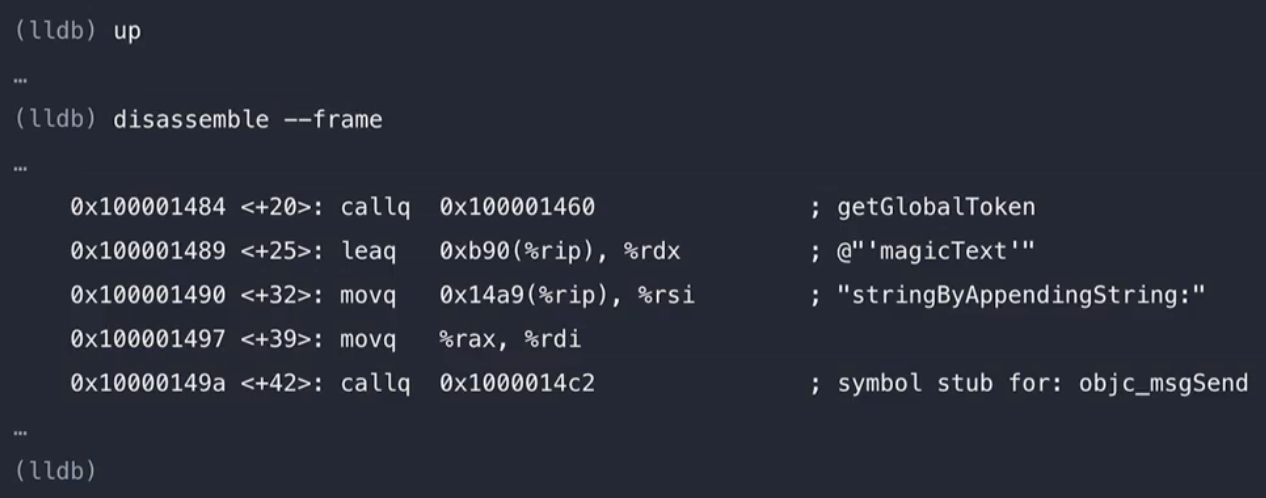 (lldb) up
…
(lldb) disassemble --frame
…
0x100001484 <+20>: callq 0x100001460 ; getGlobalToken
0x100001489 <+25>: leaq 0xb90(%rip), %rdx ; @"'magicText'"
0x100001490 <+32>: movq 0x14a9(%rip), %rsi ; "stringByAppendingString:"
0x100001497 <+39>: movq %rax, %rdi
0x10000149a <+42>: callq 0x1000014c2 ; symbol stub for: objc_msgSend
…
(lldb)